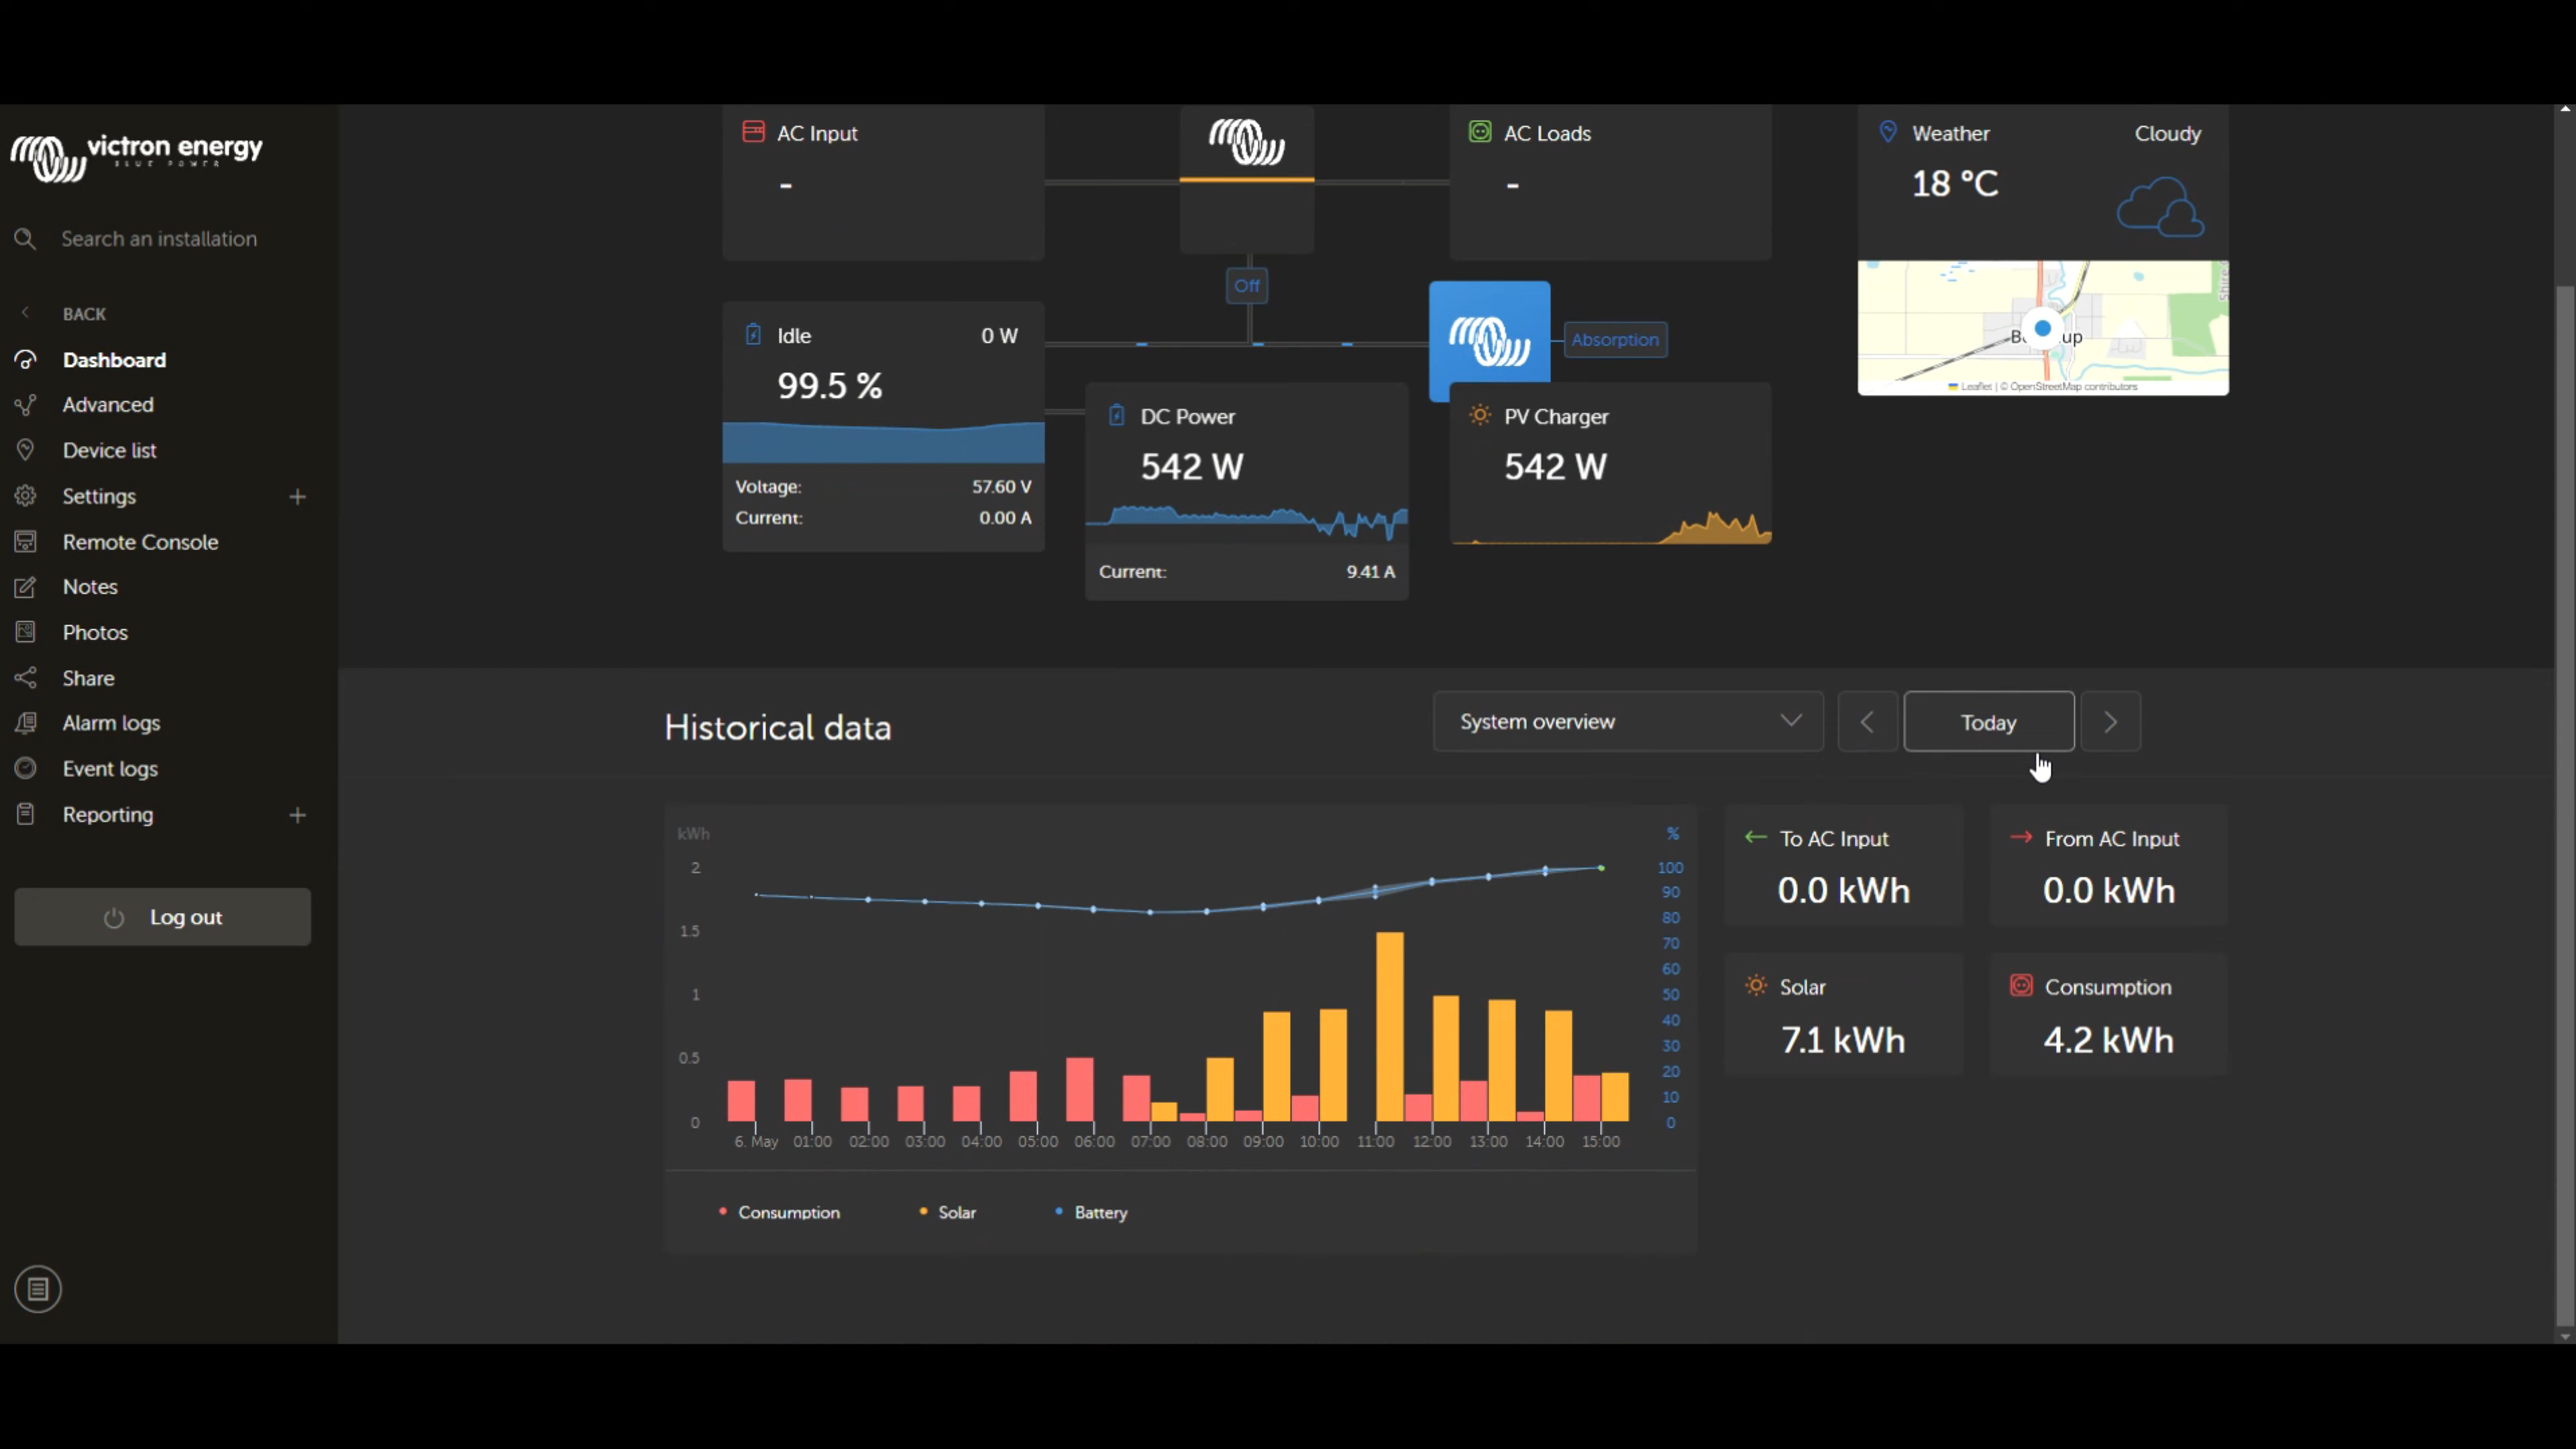 victron energy
BLUE POWER
Search an installation
BACK
Dashboard
Advanced
Device list
Settings
Remote Console
Notes
Photos
Share
Alarm logs
Event logs
Reporting
Log out
AC Input
-
AC Loads
-
Weather Cloudy
18 °C
Off
Idle 0 W
99.5 %
Voltage: 57.60 V
Current: 0.00 A
Absorption
DC Power
542 W
Current: 9.41 A
PV Charger
542 W
Leaflet | © OpenStreetMap contributors
Historical data
System overview
Today
kWh %
2 100
90
80
1.5
70
60
1 50
40
0.5 30
20
10
0 0
6. May 01:00 02:00 03:00 04:00 05:00 06:00 07:00 08:00 09:00 10:00 11:00 12:00 13:00 14:00 15:00
Consumption Solar Battery
To AC Input
0.0 kWh
From AC Input
0.0 kWh
Solar
7.1 kWh
Consumption
4.2 kWh